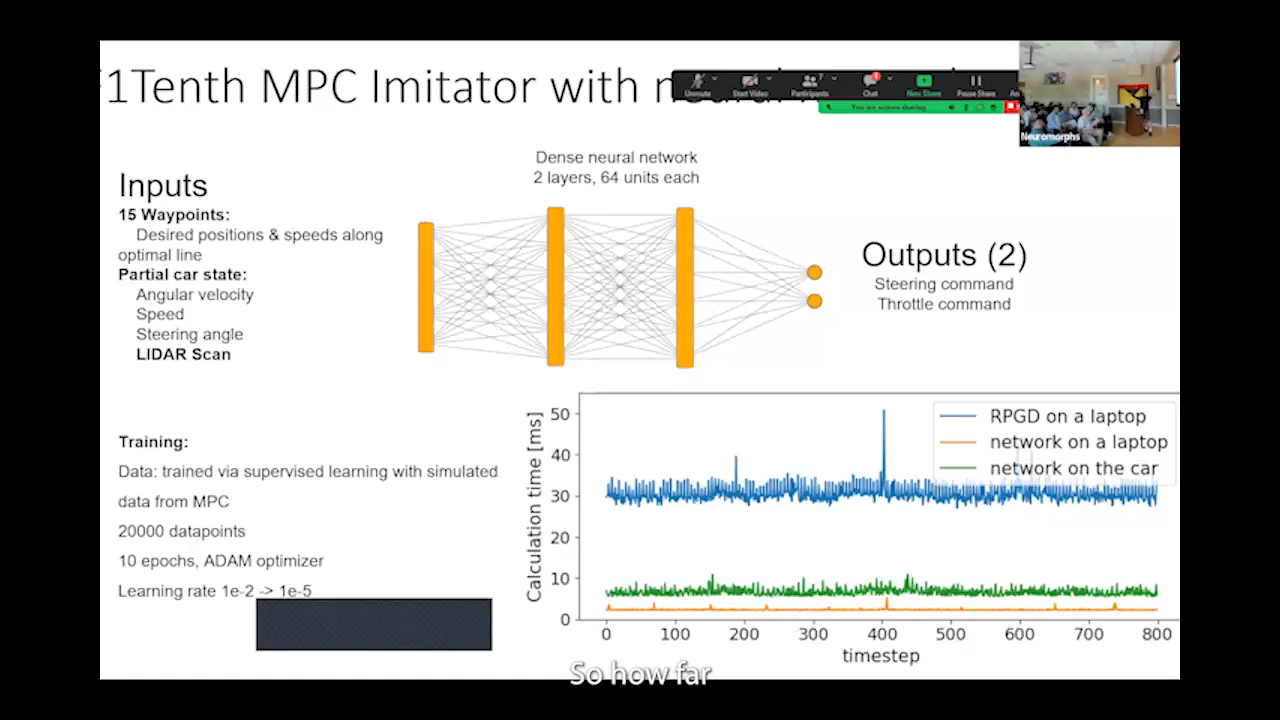 1Tenth MPC Imitator with
Unmute
Start Video
Participants
7
Chat
1
New Share
Pause Share
You are screen sharing
Neuromorphs
Dense neural network
2 layers, 64 units each
Inputs
15 Waypoints:
Desired positions & speeds along
optimal line
Partial car state:
Angular velocity
Speed
Steering angle
LIDAR Scan
Outputs (2)
Steering command
Throttle command
Training:
Data: trained via supervised learning with simulated
data from MPC
20000 datapoints
10 epochs, ADAM optimizer
Learning rate 1e-2 -> 1e-5
RPGD on a laptop
network on a laptop
network on the car
Calculation time [ms]
50
40
30
20
10
0
0 100 200 300 400 500 600 700 800
timestep
So how far